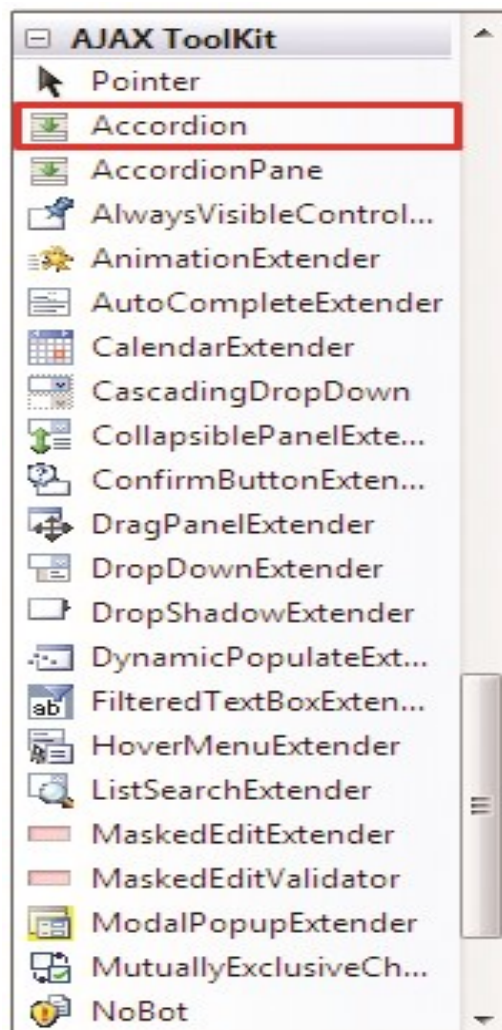 AJAX ToolKit
Pointer
Accordion
AccordionPane
AlwaysVisibleControl...
AnimationExtender
AutoCompleteExtender
CalendarExtender
CascadingDropDown
CollapsiblePanelExte...
ConfirmButtonExten...
DragPanelExtender
DropDownExtender
DropShadowExtender
DynamicPopulateExt...
FilteredTextBoxExten...
HoverMenuExtender
ListSearchExtender
MaskedEditExtender
MaskedEditValidator
ModalPopupExtender
MutuallyExclusiveCh...
NoBot